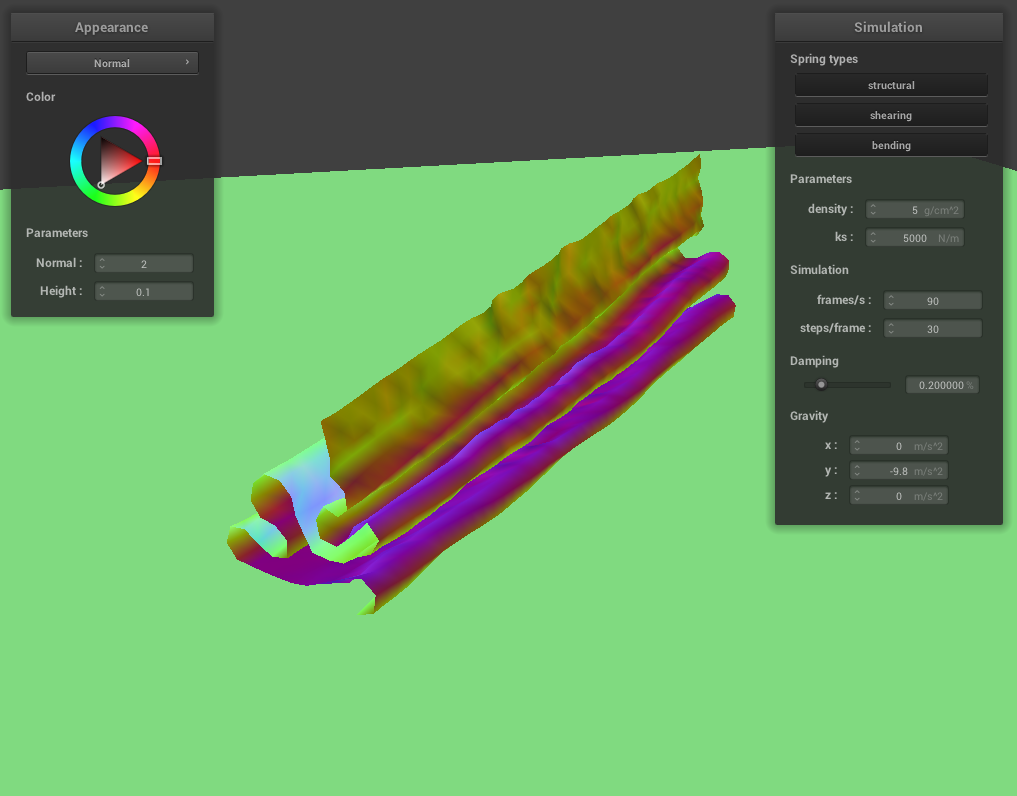 Appearance
Normal
Color
Parameters
Normal : 2
Height : 0.1
Simulation
Spring types
structural
shearing
bending
Parameters
density : 5 g/cm^2
ks : 5000 N/m
Simulation
frames/s : 90
steps/frame : 30
Damping
0.200000 %
Gravity
x : 0 m/s^2
y : -9.8 m/s^2
z : 0 m/s^2